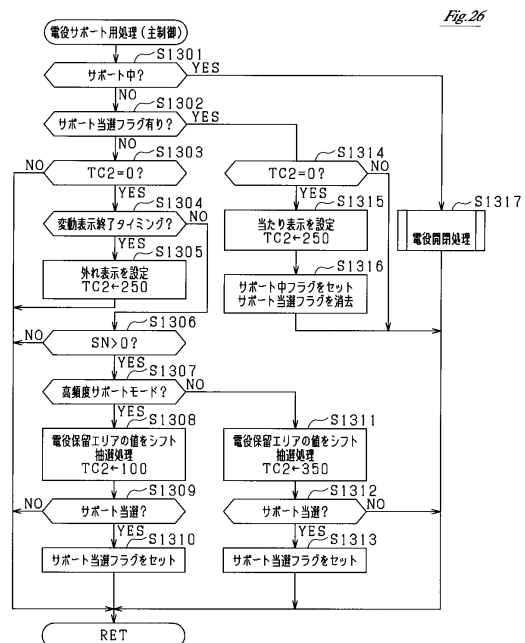 Fig.26
電役サポート用処理(主制御)
S1301
サポート中?
YES
NO
S1302
サポート当選フラグ有り?
YES
NO
S1303
NO
TC2=0?
YES
S1314
TC2=0?
NO
YES
S1304
変動表示終了タイミング?
NO
YES
S1315
当たり表示を設定
TC2←250
S1317
電役開閉処理
S1305
外れ表示を設定
TC2←250
S1316
サポート中フラグをセット
サポート当選フラグを消去
S1306
NO
SN>0?
YES
S1307
高頻度サポートモード?
NO
YES
S1308
電役保留エリアの値をシフト
抽選処理
TC2←100
S1311
電役保留エリアの値をシフト
抽選処理
TC2←350
S1309
NO
サポート当選?
YES
S1312
サポート当選?
NO
YES
S1310
サポート当選フラグをセット
S1313
サポート当選フラグをセット
RET